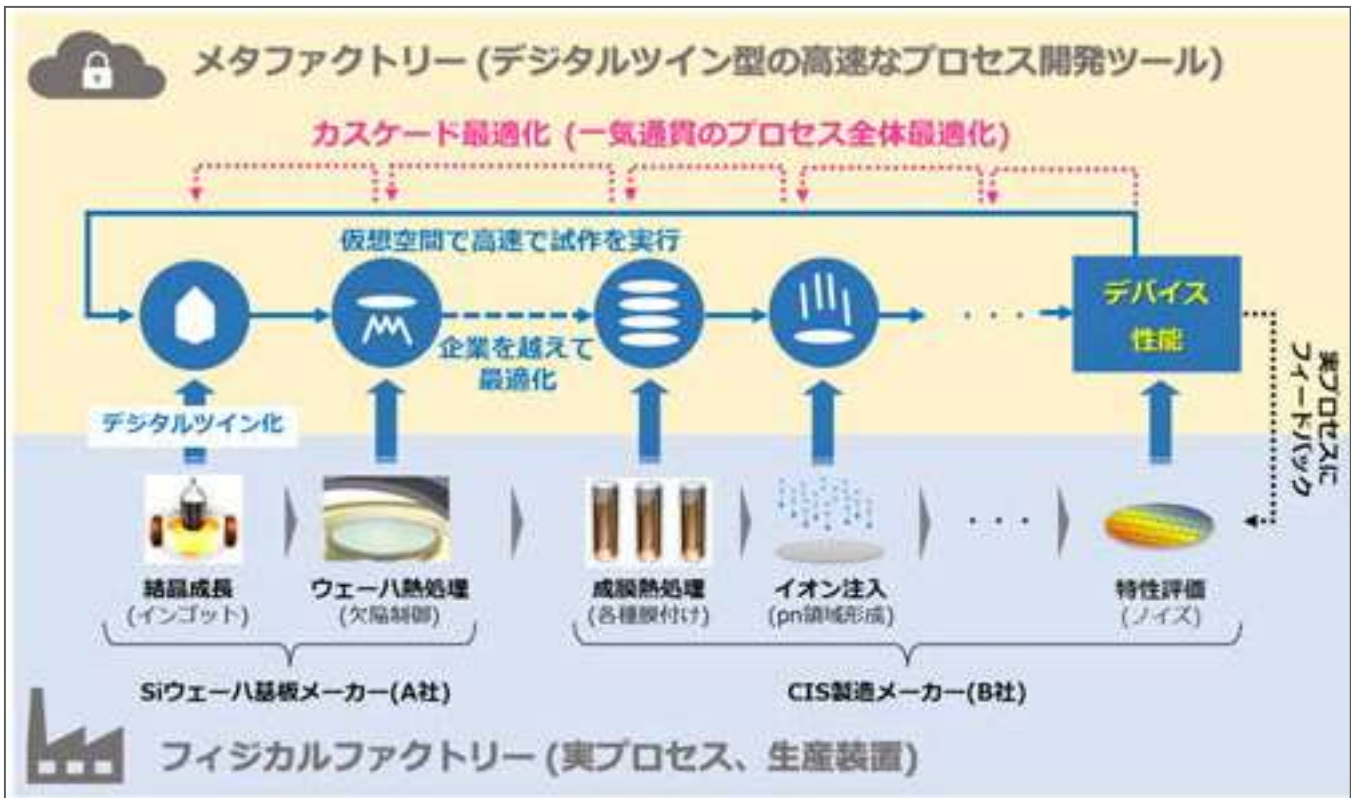 メタファクトリー (デジタルツイン型の高速なプロセス開発ツール)
カスケード最適化 (一気通貫のプロセス全体最適化)
仮想空間で高速で試作を実行
企業を越えて
最適化
・・・
デバイス
性能
実プロセスに
フィードバック
デジタルツイン化
・・・
結晶成長
(インゴット)
ウェーハ熱処理
(欠陥制御)
成膜熱処理
(各種膜付け)
イオン注入
(pn領域形成)
特性評価
(ノイズ)
Siウェーハ基板メーカー(A社)
CIS製造メーカー(B社)
フィジカルファクトリー (実プロセス、生産装置)